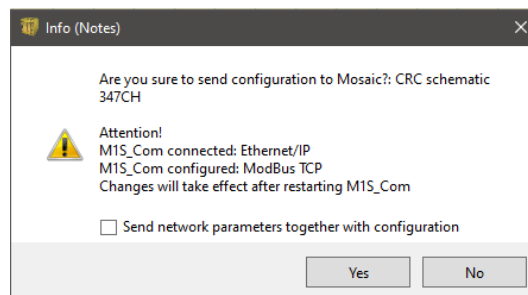 Info (Notes)
Are you sure to send configuration to Mosaic?: CRC schematic
347CH
Attention!
M1S_Com connected: Ethernet/IP
M1S_Com configured: ModBus TCP
Changes will take effect after restarting M1S_Com
Send network parameters together with configuration
Yes No